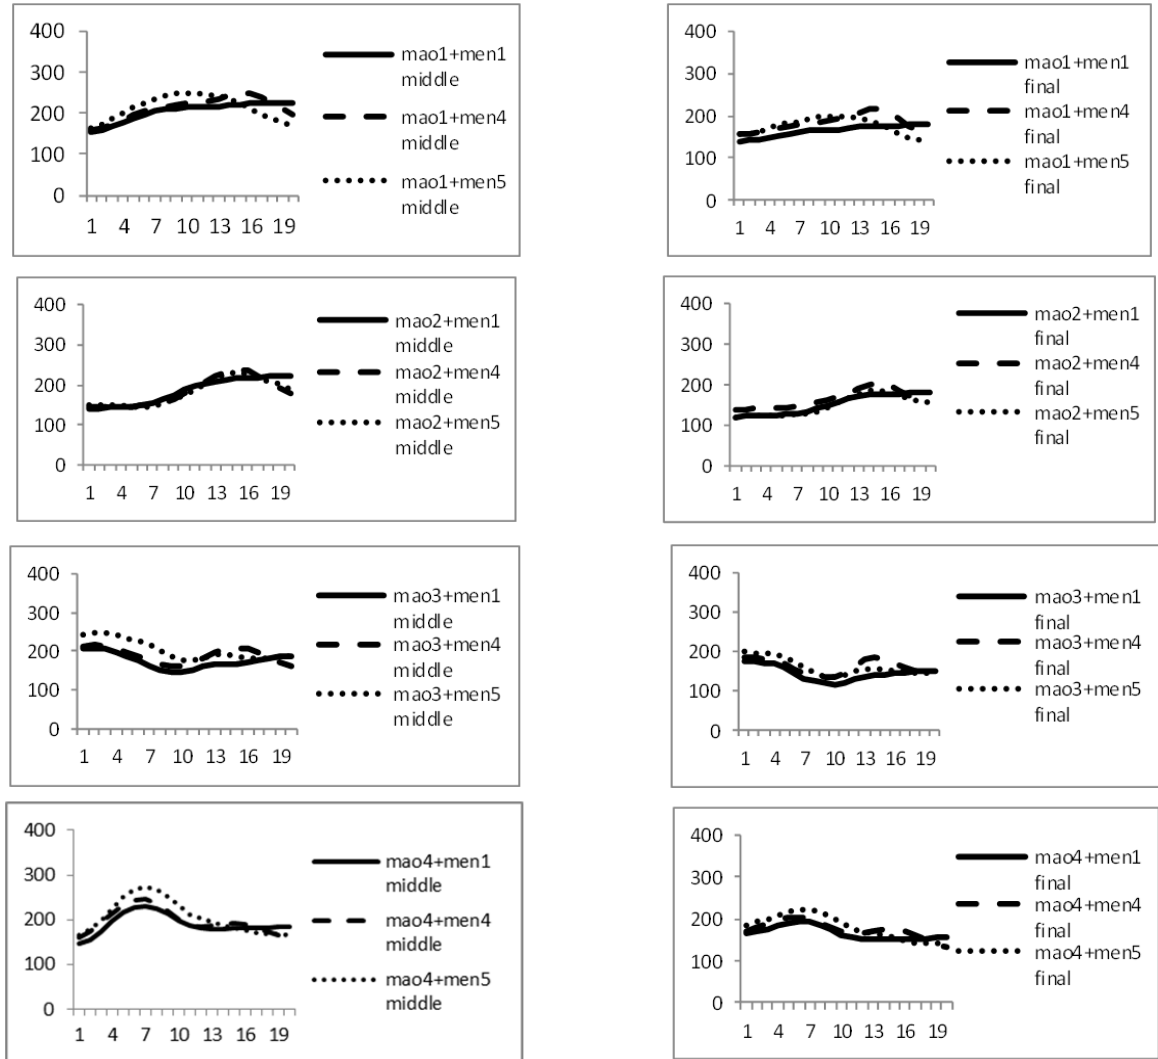 400
300
200
100
0
1 4 7 10 13 16 19
mao1+men1
middle
mao1+men4
middle
mao1+men5
middle
400
300
200
100
0
1 4 7 10 13 16 19
mao1+men1
final
mao1+men4
final
mao1+men5
final
400
300
200
100
0
1 4 7 10 13 16 19
mao2+men1
middle
mao2+men4
middle
mao2+men5
middle
400
300
200
100
0
1 4 7 10 13 16 19
mao2+men1
final
mao2+men4
final
mao2+men5
final
400
300
200
100
0
1 4 7 10 13 16 19
mao3+men1
middle
mao3+men4
middle
mao3+men5
middle
400
300
200
100
0
1 4 7 10 13 16 19
mao3+men1
final
mao3+men4
final
mao3+men5
final
400
300
200
100
0
1 4 7 10 13 16 19
mao4+men1
middle
mao4+men4
middle
mao4+men5
middle
400
300
200
100
0
1 4 7 10 13 16 19
mao4+men1
final
mao4+men4
final
mao4+men5
final